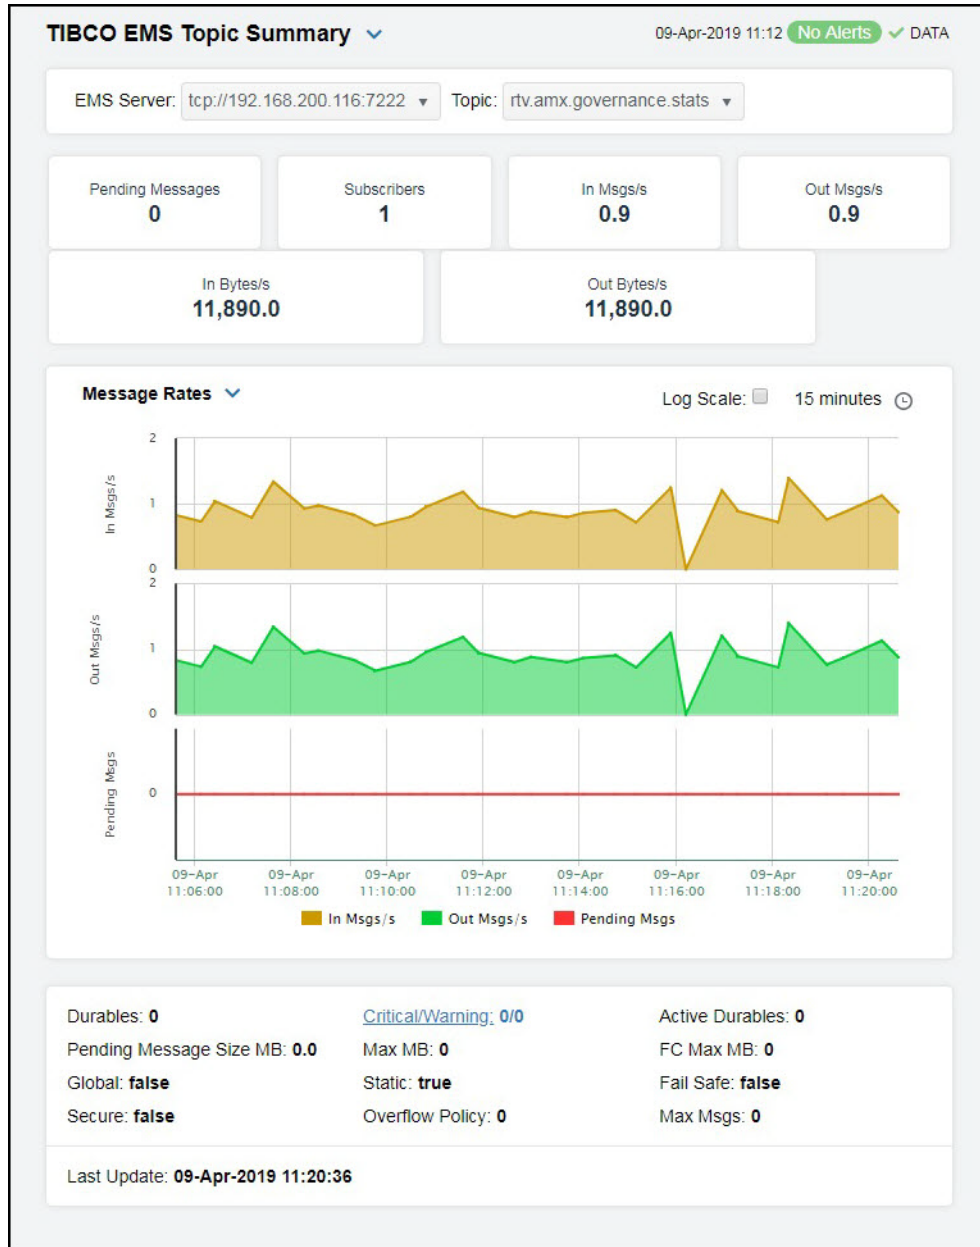 TIBCO EMS Topic Summary 09-Apr-2019 11:12 No Alerts DATA
EMS Server: tcp://192.168.200.116:7222 Topic: rtv.amx.governance.stats
Pending Messages Subscribers In Msgs/s Out Msgs/s
0 1 0.9 0.9
In Bytes/s Out Bytes/s
11,890.0 11,890.0
Message Rates Log Scale: 15 minutes
2
In Msgs/s
1
0
2
Out Msgs/s
1
0
Pending Msgs
0
09-Apr 09-Apr 09-Apr 09-Apr 09-Apr 09-Apr 09-Apr 09-Apr
11:06:00 11:08:00 11:10:00 11:12:00 11:14:00 11:16:00 11:18:00 11:20:00
In Msgs/s Out Msgs/s Pending Msgs
Durables: 0 Critical/Warning: 0/0 Active Durables: 0
Pending Message Size MB: 0.0 Max MB: 0 FC Max MB: 0
Global: false Static: true Fail Safe: false
Secure: false Overflow Policy: 0 Max Msgs: 0
Last Update: 09-Apr-2019 11:20:36